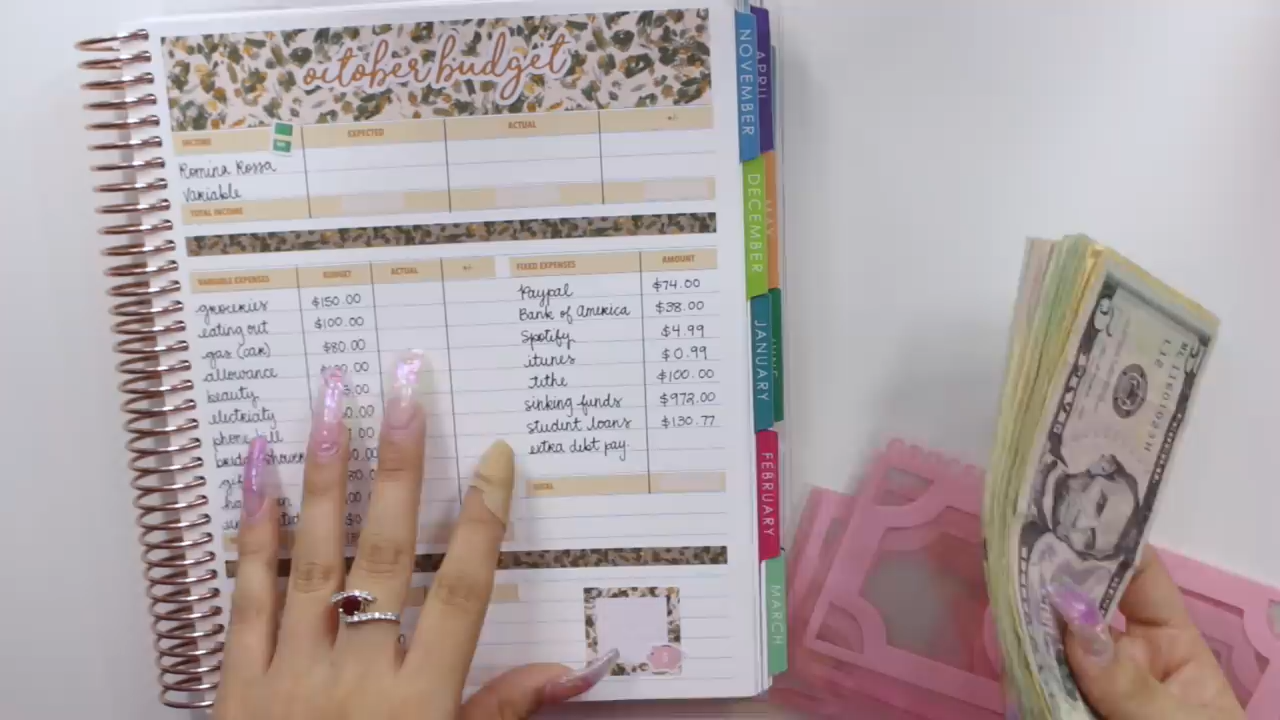 october budget
INCOME EXPECTED ACTUAL +/-
Romina Rossa
Variable
TOTAL INCOME
VARIABLE EXPENSES BUDGET ACTUAL +/- FIXED EXPENSES AMOUNT
groceries $150.00 Paypal $74.00
eating out $100.00 Bank of America $38.00
gas (car) $80.00 Spotify $4.99
allowance itunes $0.99
beauty tithe $100.00
electricity sinking funds $972.00
phone bill student loans $130.77
extra debt pay
TOTAL
NOVEMBER
DECEMBER
JANUARY
FEBRUARY
MARCH
APRIL
MAY
JUNE